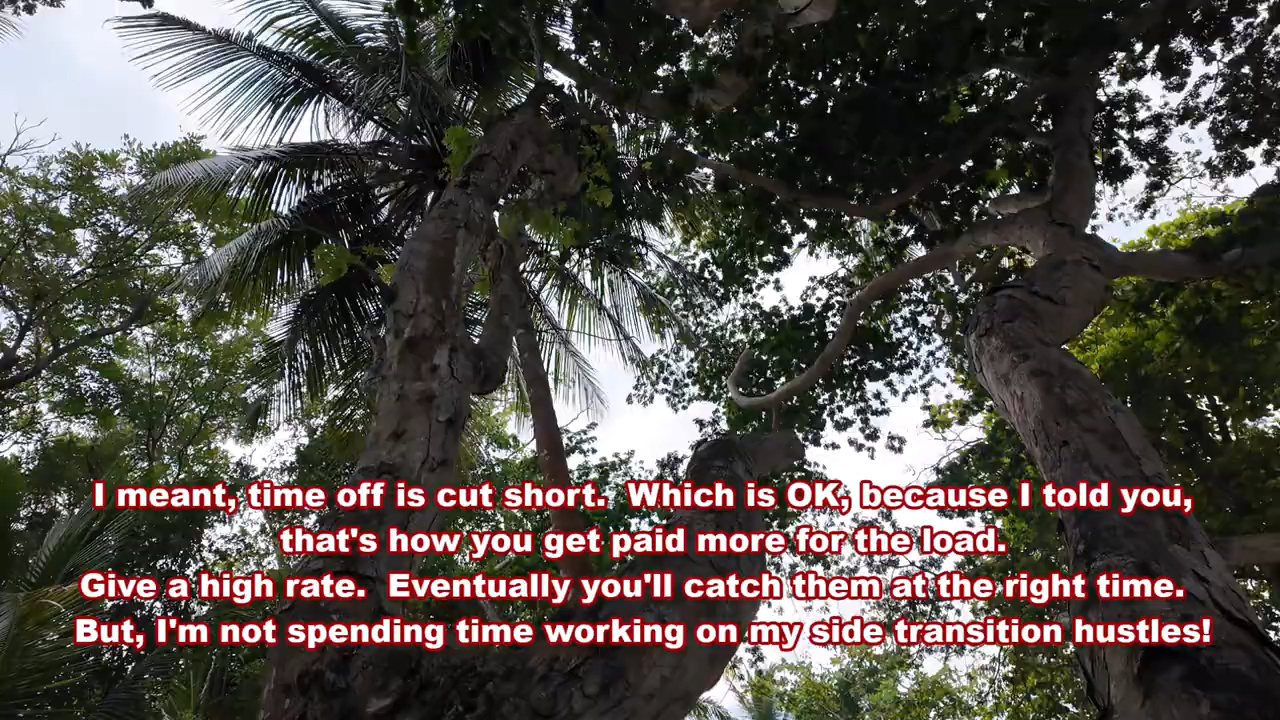 I meant, time off is cut short.  Which is OK, because I told you,
that's how you get paid more for the load.
Give a high rate.  Eventually you'll catch them at the right time.
But, I'm not spending time working on my side transition hustles!